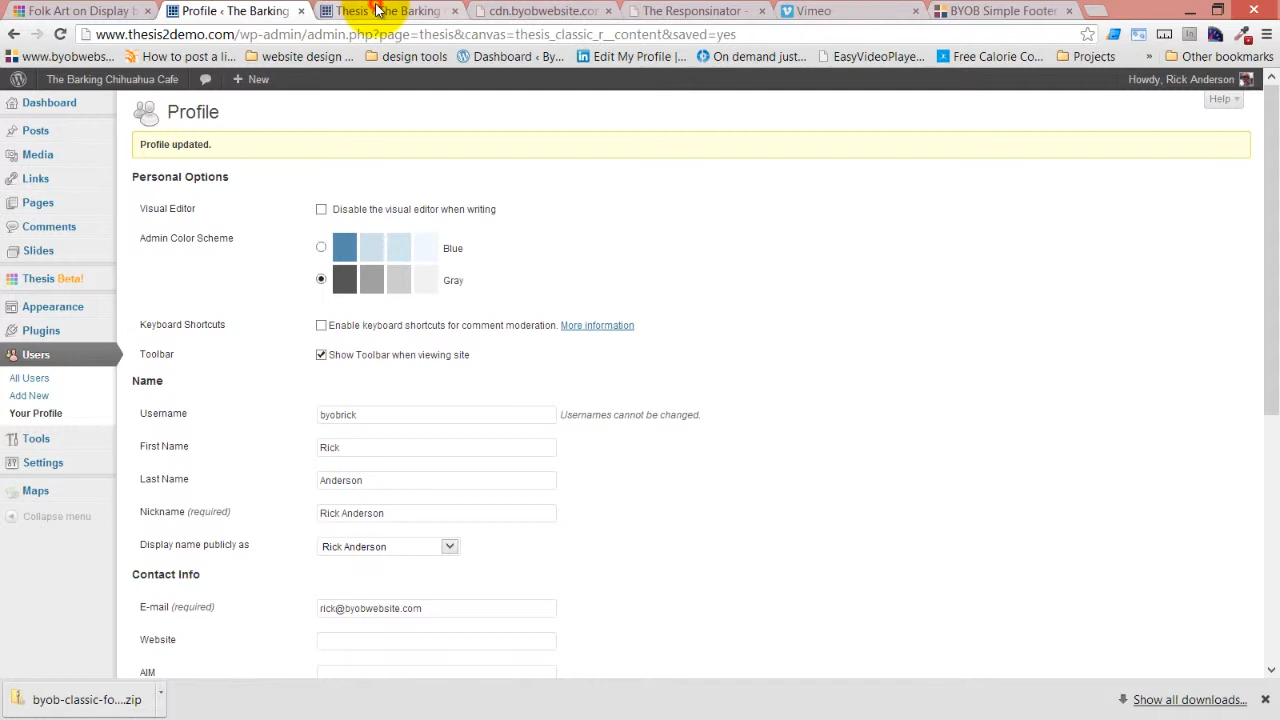 Folk Art on Display b
Profile ‹ The Barking
Thesis
he Barking
cdn.byobwebsite.com
The Responsinator -
Vimeo
BYOB Simple Footer
www.thesis2demo.com/wp-admin/admin.php?page=thesis&canvas=thesis_classic_r__content&saved=yes
www.byobwebs...
How to post a li...
website design ...
design tools
Dashboard ‹ By...
Edit My Profile |...
On demand just...
EasyVideoPlaye...
Free Calorie Co...
Projects
»
Other bookmarks
The Barking Chihuahua Cafe
+ New
Howdy, Rick Anderson
Dashboard
Posts
Media
Links
Pages
Comments
Slides
Thesis Beta!
Appearance
Plugins
Users
All Users
Add New
Your Profile
Tools
Settings
Maps
Collapse menu
Help
Profile
Profile updated.
Personal Options
Visual Editor
Disable the visual editor when writing
Admin Color Scheme
Blue
Gray
Keyboard Shortcuts
Enable keyboard shortcuts for comment moderation. More information
Toolbar
Show Toolbar when viewing site
Name
Username
byobrick
Usernames cannot be changed.
First Name
Rick
Last Name
Anderson
Nickname (required)
Rick Anderson
Display name publicly as
Rick Anderson
Contact Info
E-mail (required)
rick@byobwebsite.com
Website
AIM
byob-classic-fo....zip
Show all downloads...